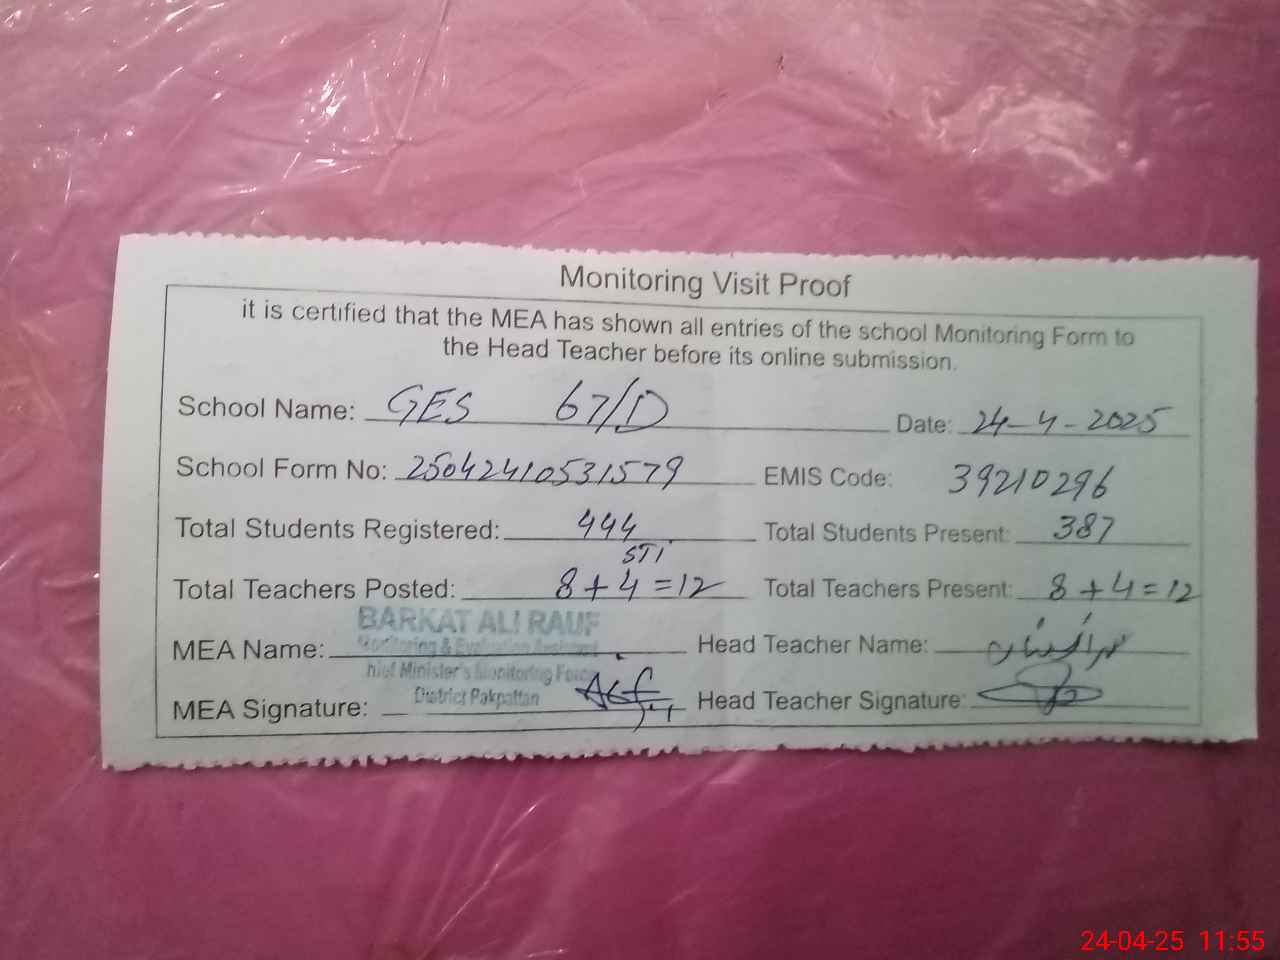 Monitoring Visit Proof
it is certified that the MEA has shown all entries of the school Monitoring Form to
the Head Teacher before its online submission.
School Name: GES 67/D Date: 24-4-2025
School Form No: 25042410531579 EMIS Code: 39210296
Total Students Registered: 444 Total Students Present: 387
STI
Total Teachers Posted: 8+4=12 Total Teachers Present: 8+4=12
BARKAT ALI RAUF
Monitoring & Evaluation Assistant
MEA Name: Head Teacher Name:
Chief Minister's Monitoring Force
District Pakpattan
MEA Signature: Head Teacher Signature:
24-04-25 11:55